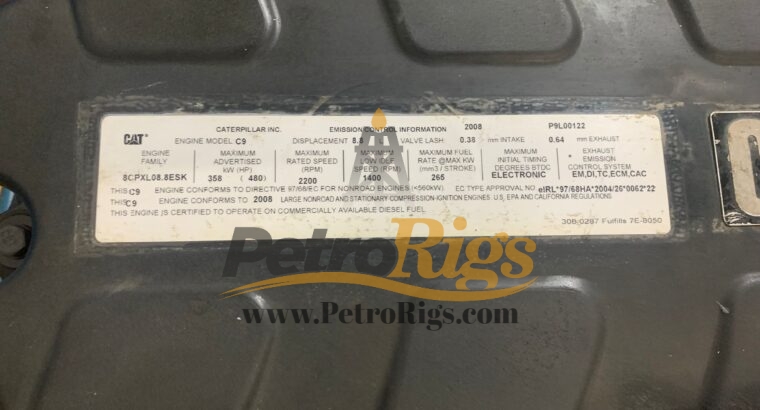 CATERPILLAR INC. EMISSION CONTROL INFORMATION 2008 P9L00122
CAT ENGINE MODEL C9 DISPLACEMENT 8.8 VALVE LASH 0.38 mm INTAKE 0.64 mm EXHAUST
ENGINE FAMILY MAXIMUM ADVERTISED kW (HP) MAXIMUM RATED SPEED (RPM) MAXIMUM LOW IDLE SPEED (RPM) MAXIMUM FUEL RATE @MAX KW (mm3 / STROKE) MAXIMUM INITIAL TIMING DEGREES BTDC EXHAUST EMISSION CONTROL SYSTEM
8CPXL08.8ESK 358 ( 480) 2200 1400 265 ELECTRONIC EM,DI,TC,ECM,CAC
THIS C9 ENGINE CONFORMS TO DIRECTIVE 97/68/EC FOR NONROAD ENGINES (<560kW). EC TYPE APPROVAL NO. eIRL*97/68HA*2004/26*0062*22
THIS C9 ENGINE CONFORMS TO 2008 LARGE NONROAD AND STATIONARY COMPRESSION-IGNITION ENGINES: U.S, EPA AND CALIFORNIA REGULATIONS
THIS ENGINE IS CERTIFIED TO OPERATE ON COMMERCIALLY AVAILABLE DIESEL FUEL.
306-0287 Fulfills 7E-8050
PetroRigs
www.PetroRigs.com